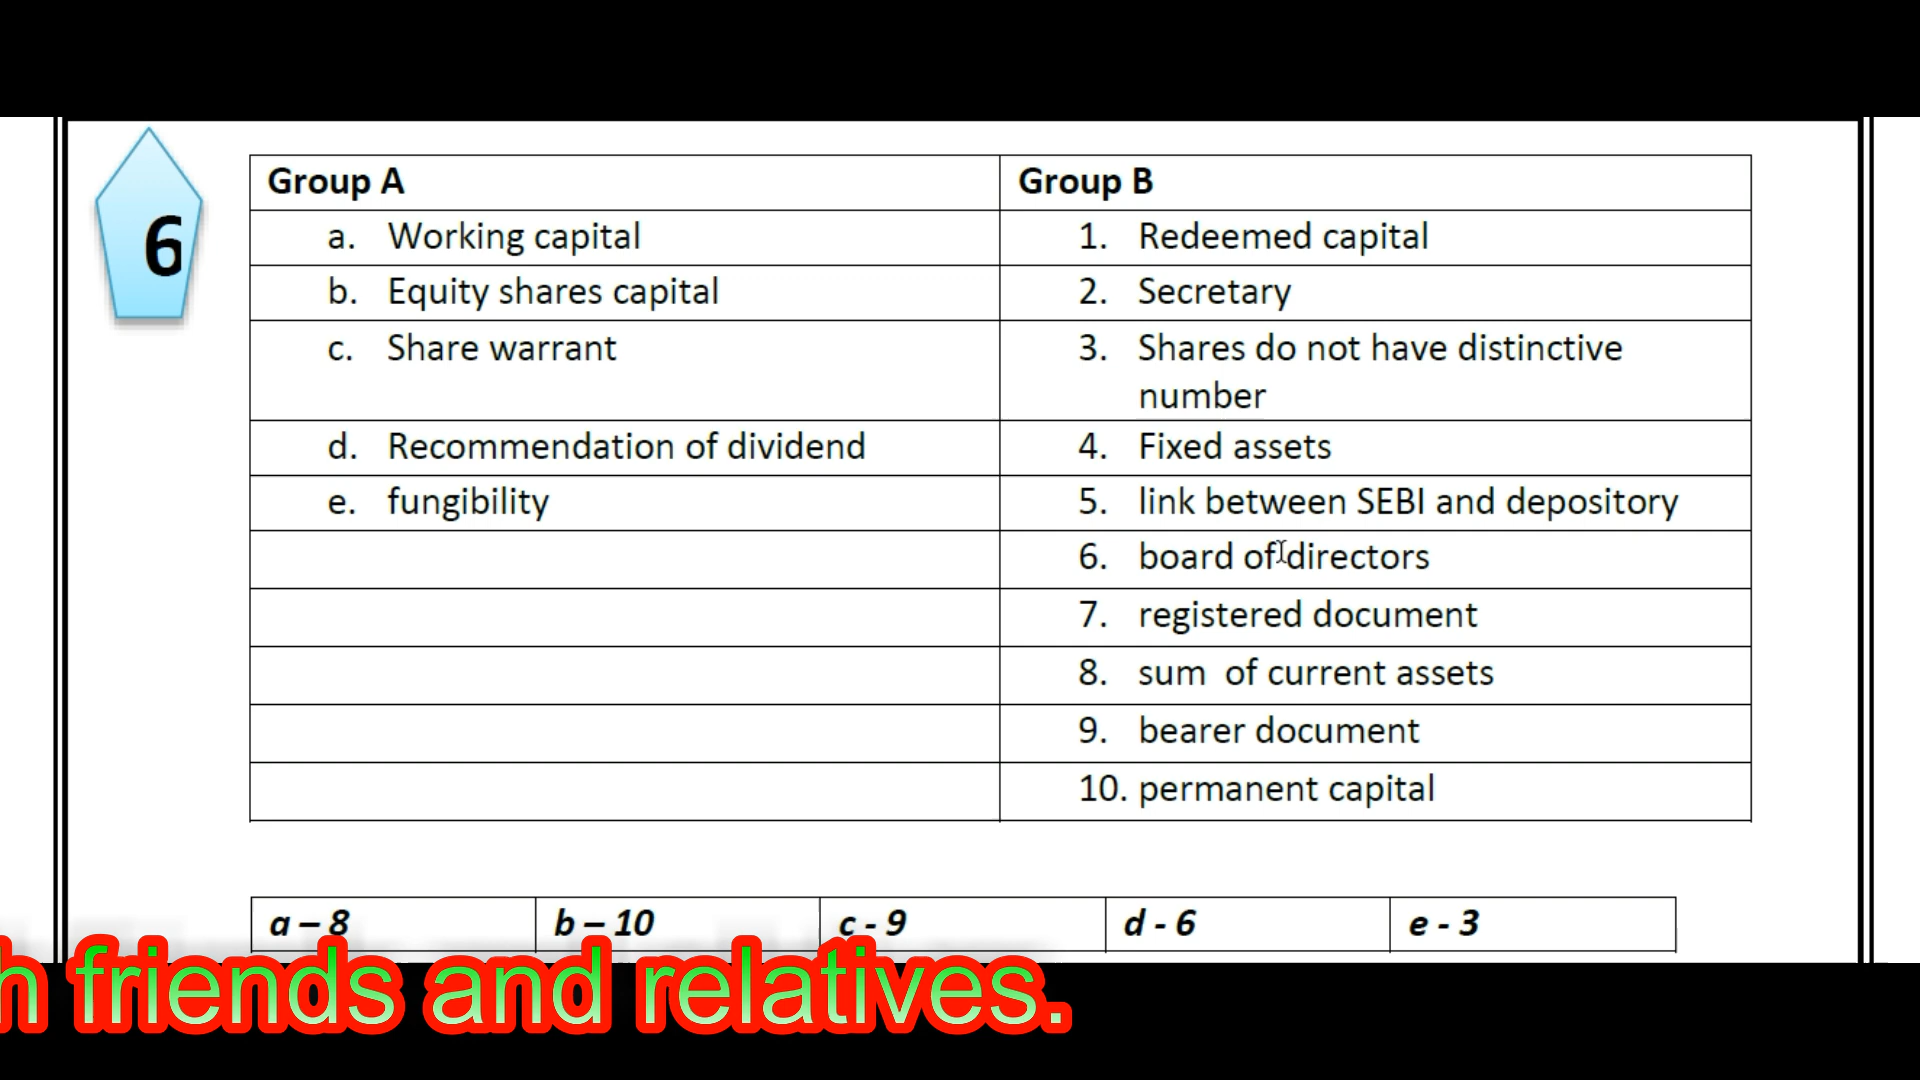 6
Group A Group B
a. Working capital 1. Redeemed capital
b. Equity shares capital 2. Secretary
c. Share warrant 3. Shares do not have distinctive
number
d. Recommendation of dividend 4. Fixed assets
e. fungibility 5. link between SEBI and depository
6. board of directors
7. registered document
8. sum of current assets
9. bearer document
10. permanent capital
a – 8 b – 10 c - 9 d - 6 e - 3
friends and relatives.